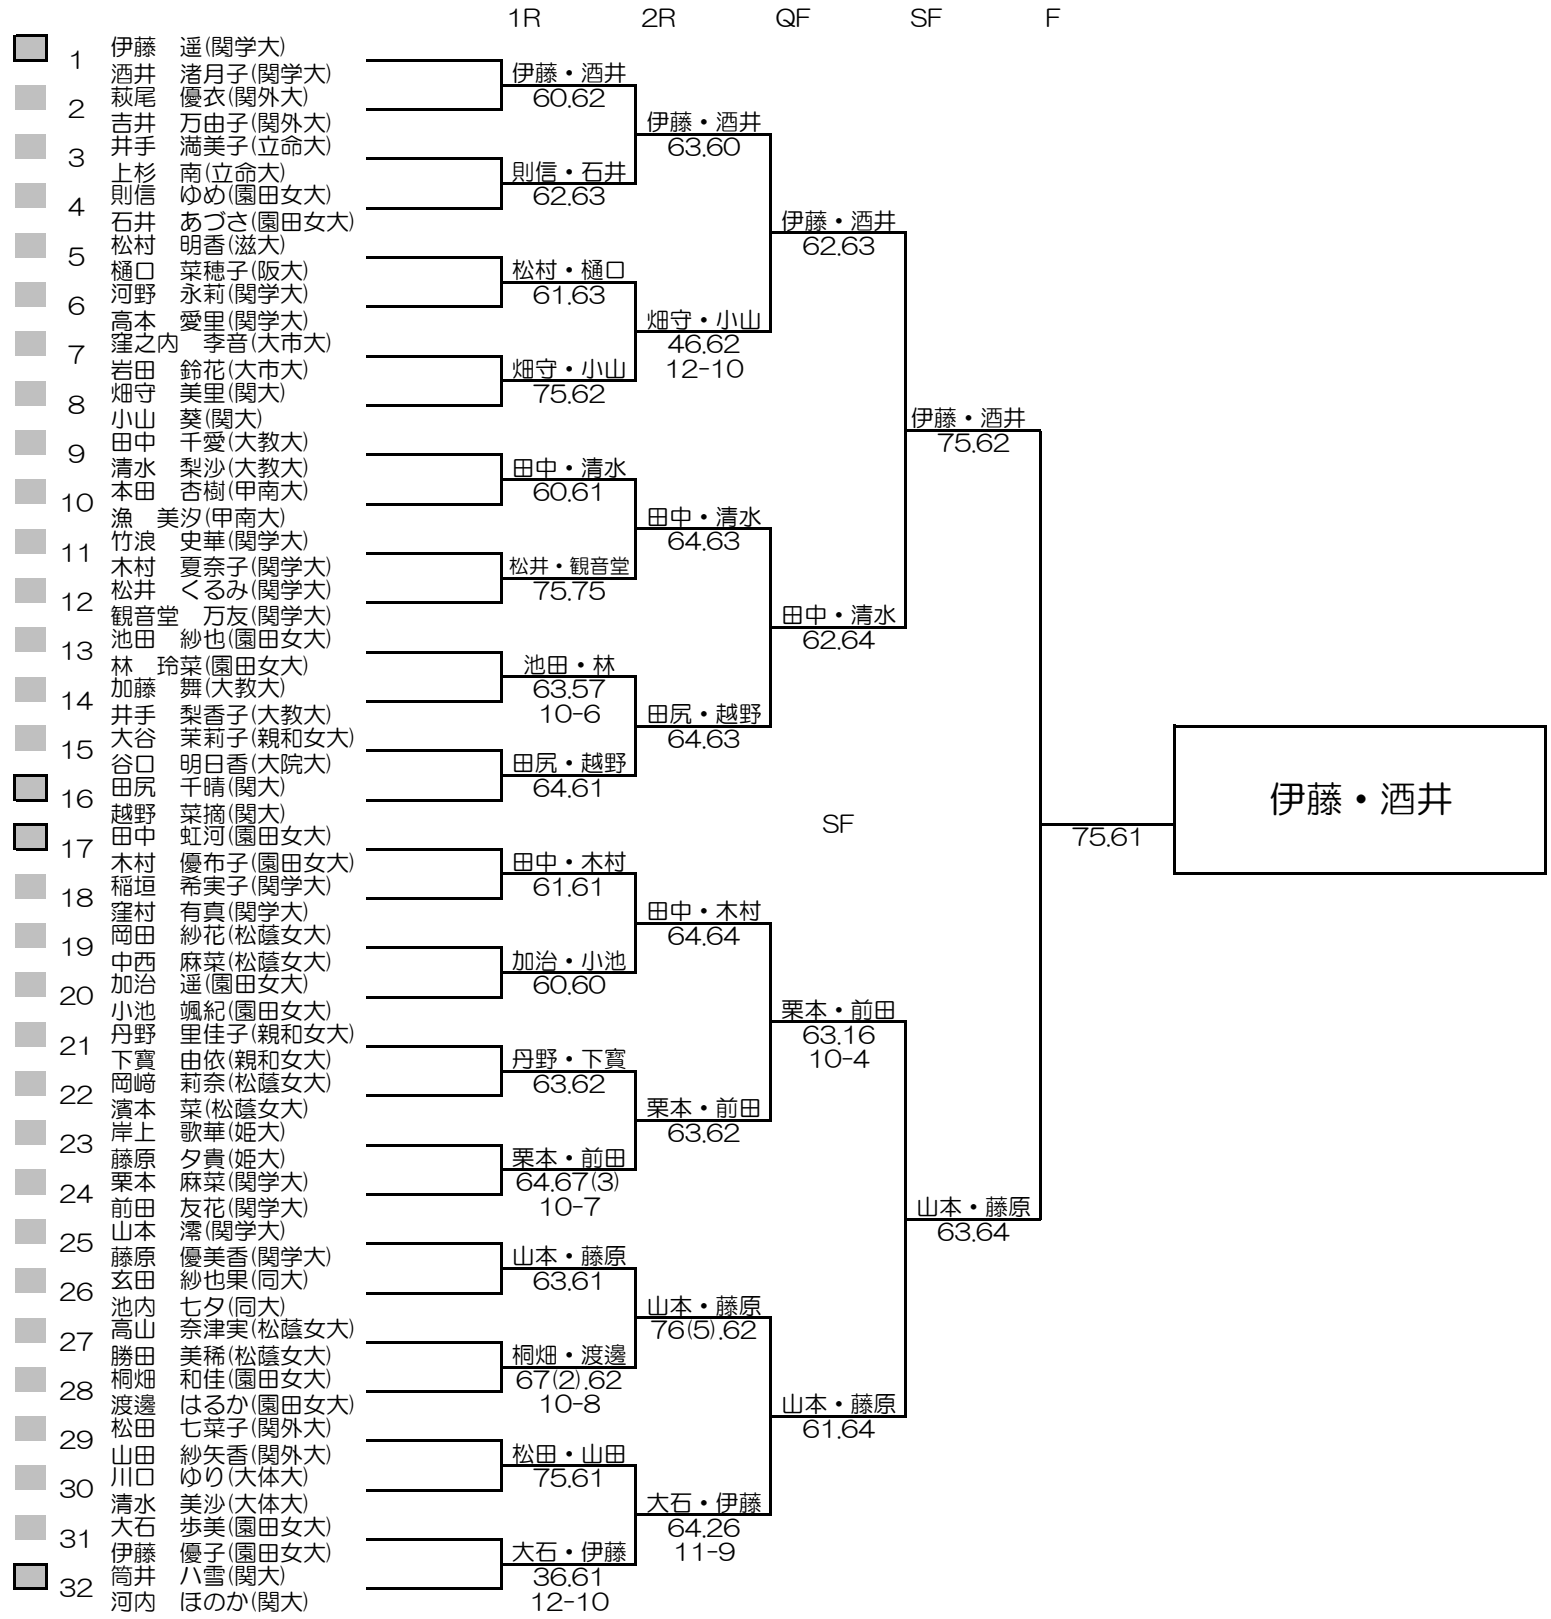 1R 2R QF SF F
1 伊藤　遥(関学大)
酒井　渚月子(関学大)
2 萩尾　優衣(関外大)
吉井　万由子(関外大)
3 井手　満美子(立命大)
上杉　南(立命大)
4 則信　ゆめ(園田女大)
石井　あづさ(園田女大)
5 松村　明香(滋大)
樋口　菜穂子(阪大)
6 河野　永莉(関学大)
高本　愛里(関学大)
7 窪之内　李音(大市大)
岩田　鈴花(大市大)
8 畑守　美里(関大)
小山　葵(関大)
9 田中　千愛(大教大)
清水　梨沙(大教大)
10 本田　杏樹(甲南大)
漁　美汐(甲南大)
11 竹浪　史華(関学大)
木村　夏奈子(関学大)
12 松井　くるみ(関学大)
観音堂　万友(関学大)
13 池田　紗也(園田女大)
林　玲菜(園田女大)
14 加藤　舞(大教大)
井手　梨香子(大教大)
15 大谷　茉莉子(親和女大)
谷口　明日香(大院大)
16 田尻　千晴(関大)
越野　菜摘(関大)
17 田中　虹河(園田女大)
木村　優布子(園田女大)
18 稲垣　希実子(関学大)
窪村　有真(関学大)
19 岡田　紗花(松蔭女大)
中西　麻菜(松蔭女大)
20 加治　遥(園田女大)
小池　颯紀(園田女大)
21 丹野　里佳子(親和女大)
下寳　由依(親和女大)
22 岡﨑　莉奈(松蔭女大)
濱本　菜(松蔭女大)
23 岸上　歌華(姫大)
藤原　夕貴(姫大)
24 栗本　麻菜(関学大)
前田　友花(関学大)
25 山本　澪(関学大)
藤原　優美香(関学大)
26 玄田　紗也果(同大)
池内　七夕(同大)
27 高山　奈津実(松蔭女大)
勝田　美稀(松蔭女大)
28 桐畑　和佳(園田女大)
渡邊　はるか(園田女大)
29 松田　七菜子(関外大)
山田　紗矢香(関外大)
30 川口　ゆり(大体大)
清水　美沙(大体大)
31 大石　歩美(園田女大)
伊藤　優子(園田女大)
32 筒井　八雪(関大)
河内　ほのか(関大)
伊藤・酒井
60.62
則信・石井
62.63
松村・樋口
61.63
畑守・小山
75.62
田中・清水
60.61
松井・観音堂
75.75
池田・林
63.57
10-6
田尻・越野
64.61
田中・木村
61.61
加治・小池
60.60
丹野・下寳
63.62
栗本・前田
64.67(3)
10-7
山本・藤原
63.61
桐畑・渡邊
67(2).62
10-8
松田・山田
75.61
大石・伊藤
36.61
12-10
伊藤・酒井
63.60
畑守・小山
46.62
12-10
田中・清水
64.63
田尻・越野
64.63
田中・木村
64.64
栗本・前田
63.62
山本・藤原
76(5).62
大石・伊藤
64.26
11-9
伊藤・酒井
62.63
田中・清水
62.64
SF
栗本・前田
63.16
10-4
山本・藤原
61.64
伊藤・酒井
75.62
山本・藤原
63.64
75.61
伊藤・酒井